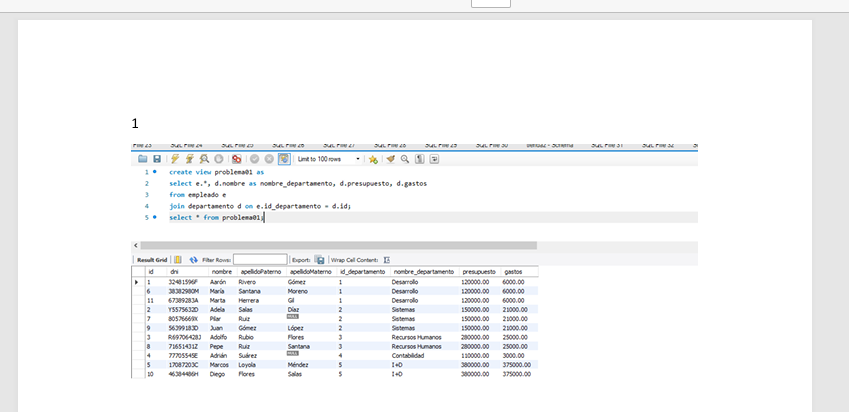 1
SQL File 24
SQL File 25
SQL File 26
SQL File 27
SQL File 28
SQL File 29
SQL File 30
SQL File 31
SQL File 32
Limit to 100 rows
1 create view problema01 as
2 select e.*, d.nombre as nombre_departamento, d.presupuesto, d.gastos
3 from empleado e
4 join departamento d on e.id_departamento = d.id;
5 select * from problema01;
Result Grid Filter Rows: Export: Wrap Cell Content:
id dni nombre apellidoPaterno apellidoMaterno id_departamento nombre_departamento presupuesto gastos
1 32481596F Aarón Rivero Gómez 1 Desarrollo 120000.00 6000.00
6 38382980M María Santana Moreno 1 Desarrollo 120000.00 6000.00
11 67389283A Marta Herrera Gil 1 Desarrollo 120000.00 6000.00
2 Y5575632D Adela Salas Díaz 2 Sistemas 150000.00 21000.00
7 80576669X Pilar Ruiz NULL 2 Sistemas 150000.00 21000.00
9 56399183D Juan Gómez López 2 Sistemas 150000.00 21000.00
3 R6970642BJ Adolfo Rubio Flores 3 Recursos Humanos 280000.00 25000.00
8 71651431Z Pepe Ruiz Santana 3 Recursos Humanos 280000.00 25000.00
4 77705545E Adrián Suárez NULL 4 Contabilidad 110000.00 3000.00
5 17087203C Marcos Loyola Méndez 5 I+D 380000.00 375000.00
10 46384486H Diego Flores Salas 5 I+D 380000.00 375000.00